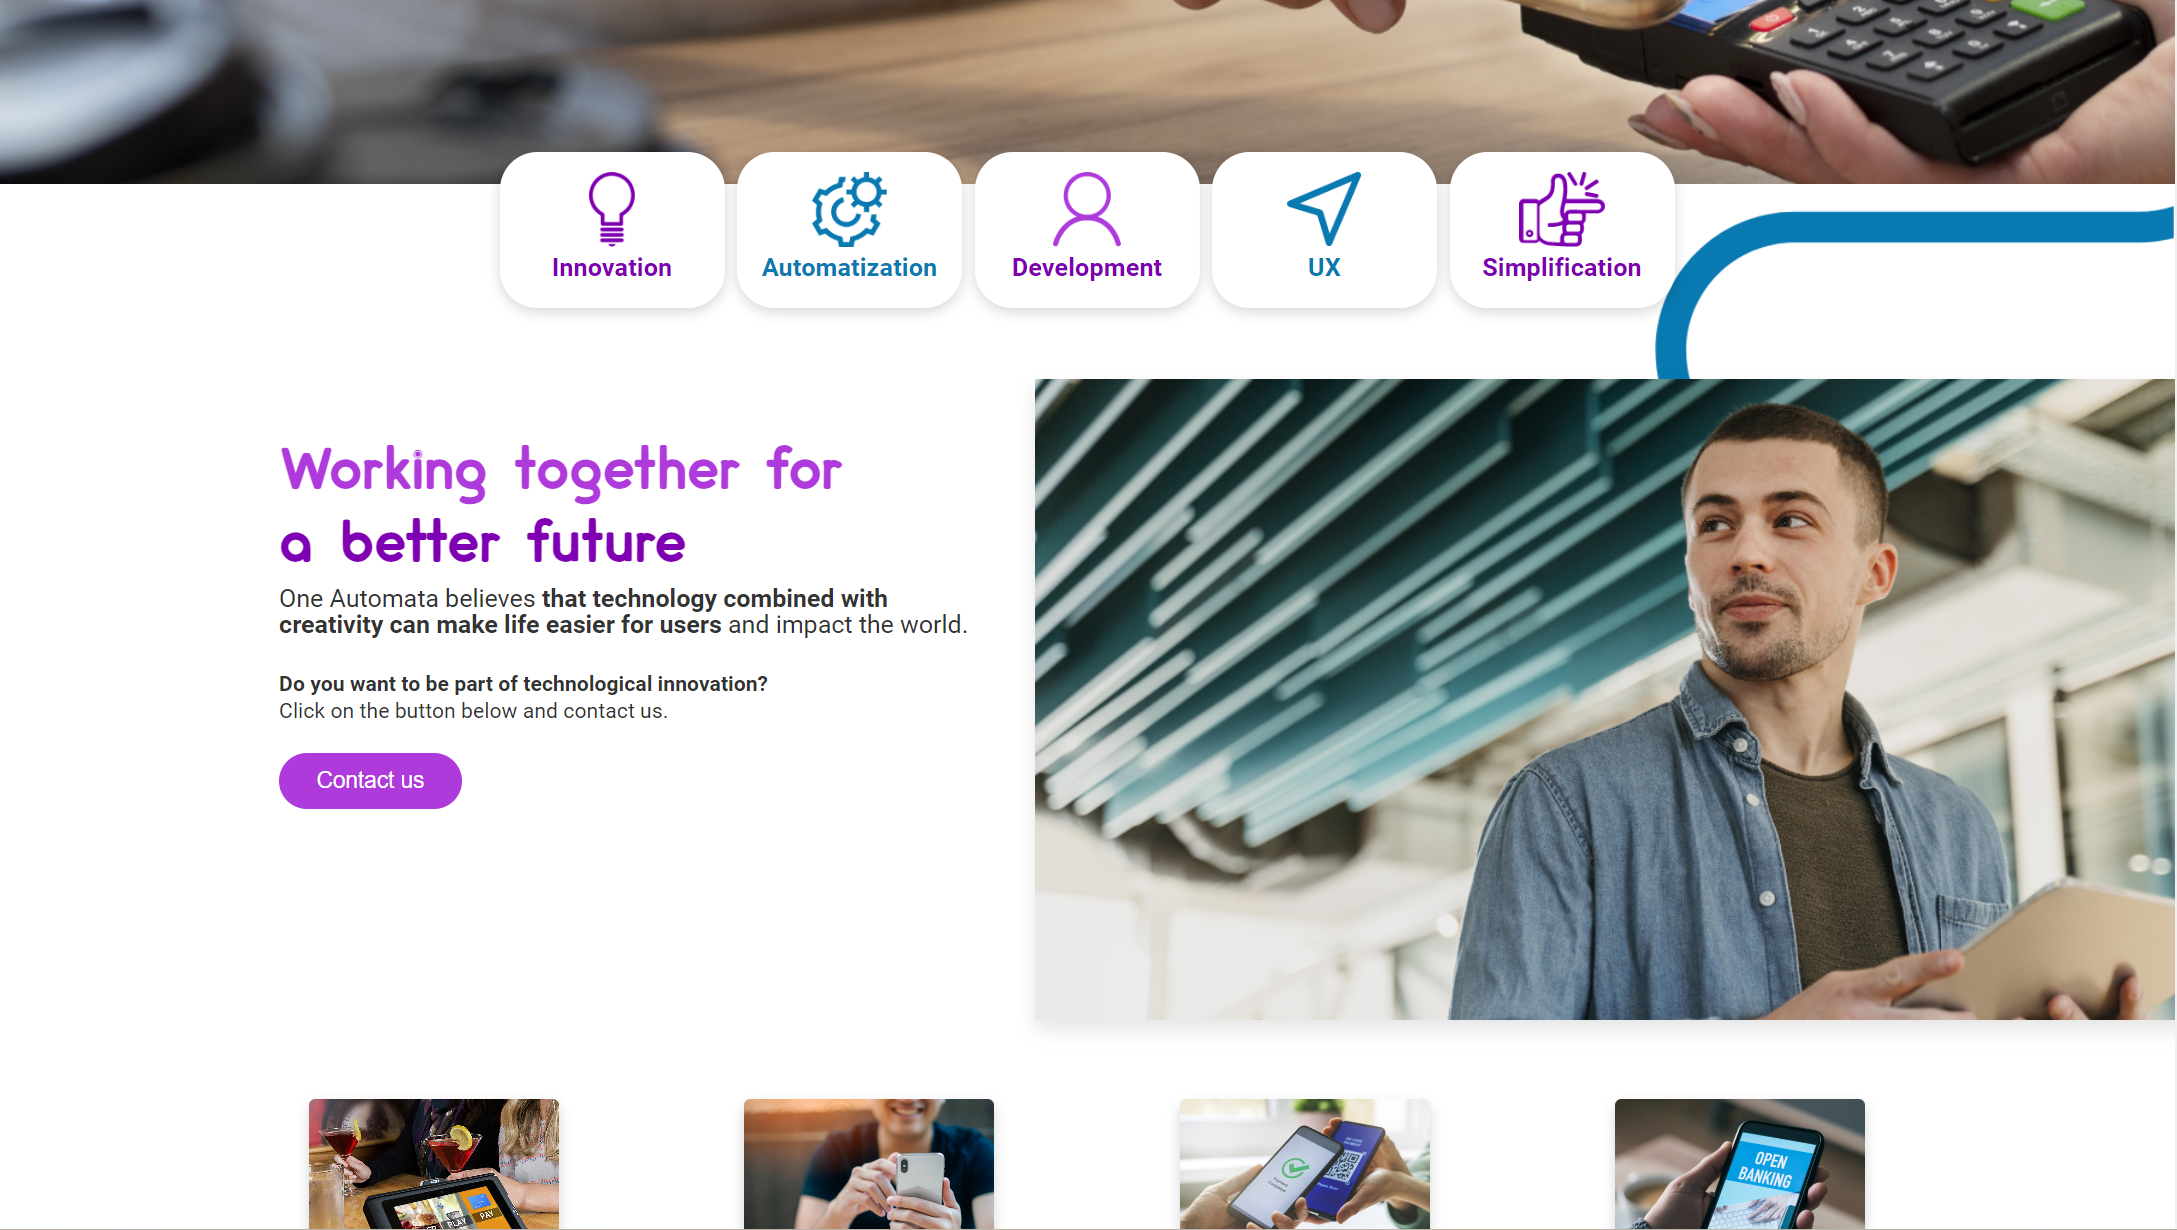 Innovation
Automatization
Development
UX
Simplification
Working together for
a better future
One Automata believes that technology combined with
creativity can make life easier for users and impact the world.
Do you want to be part of technological innovation?
Click on the button below and contact us.
Contact us
PLAY
PAY
OPEN
BANKING